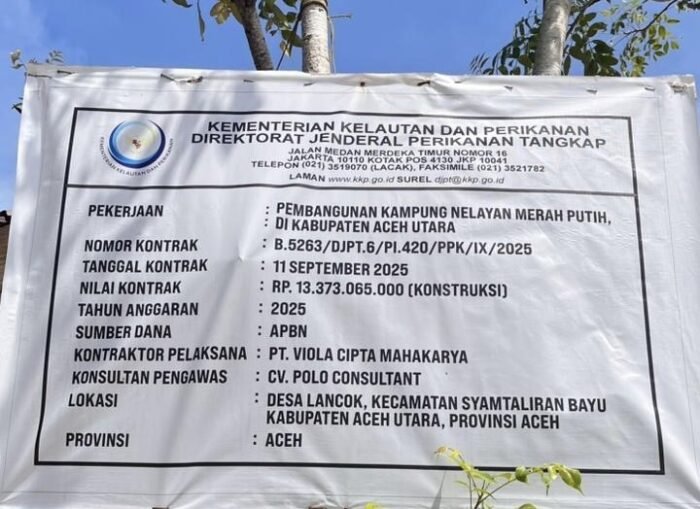 KEMENTERIAN KELAUTAN DAN PERIKANAN
DIREKTORAT JENDERAL PERIKANAN TANGKAP
JALAN MEDAN MERDEKA TIMUR NOMOR 16
JAKARTA 10110 KOTAK POS 4130 JKP 10041
TELEPON (021) 3519070 (LACAK), FAKSIMILE (021) 3521782
LAMAN www.kkp.go.id SUREL djpt@kkp.go.id
KEMENTERIAN KELAUTAN DAN PERIKANAN
PEKERJAAN : PEMBANGUNAN KAMPUNG NELAYAN MERAH PUTIH,
: DI KABUPATEN ACEH UTARA
NOMOR KONTRAK : B.5263/DJPT.6/PI.420/PPK/IX/2025
TANGGAL KONTRAK : 11 SEPTEMBER 2025
NILAI KONTRAK : RP. 13.373.065.000 (KONSTRUKSI)
TAHUN ANGGARAN : 2025
SUMBER DANA : APBN
KONTRAKTOR PELAKSANA : PT. VIOLA CIPTA MAHAKARYA
KONSULTAN PENGAWAS : CV. POLO CONSULTANT
LOKASI : DESA LANCOK, KECAMATAN SYAMTALIRAN BAYU
KABUPATEN ACEH UTARA, PROVINSI ACEH
PROVINSI : ACEH